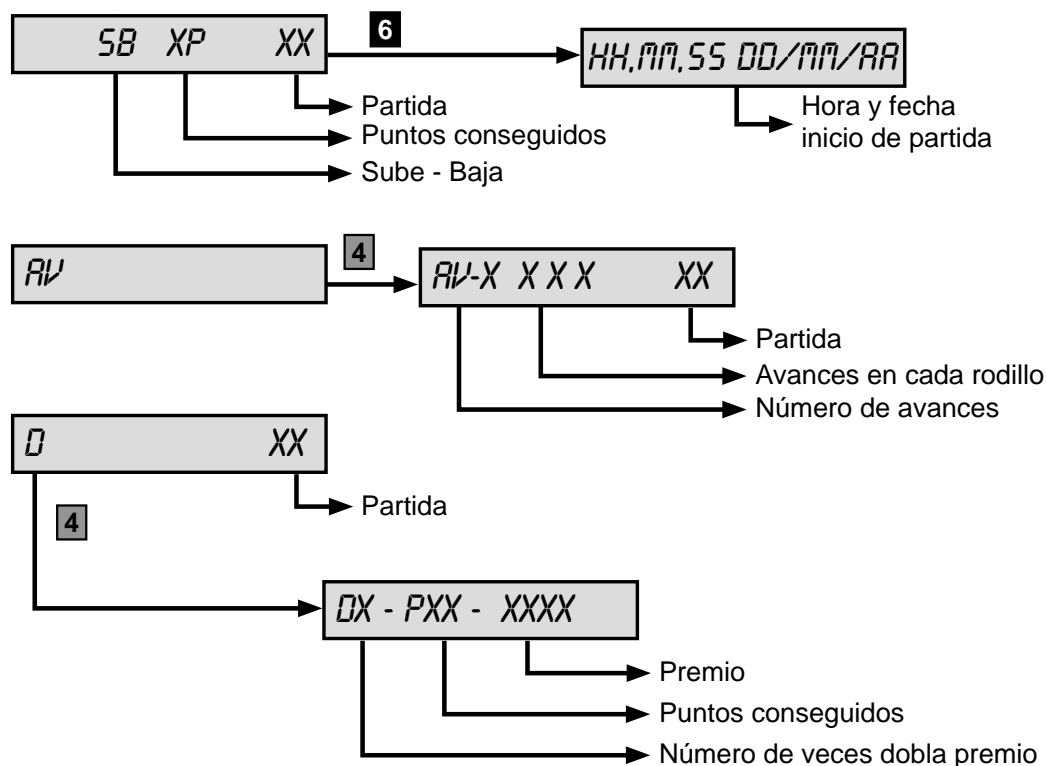 SB XP XX
6
HH,MM,SS DD/MM/AA
Partida
Puntos conseguidos
Sube - Baja
Hora y fecha
inicio de partida
AV
4
AV-X X X X XX
Partida
Avances en cada rodillo
Número de avances
D XX
Partida
4
DX - PXX - XXXX
Premio
Puntos conseguidos
Número de veces dobla premio